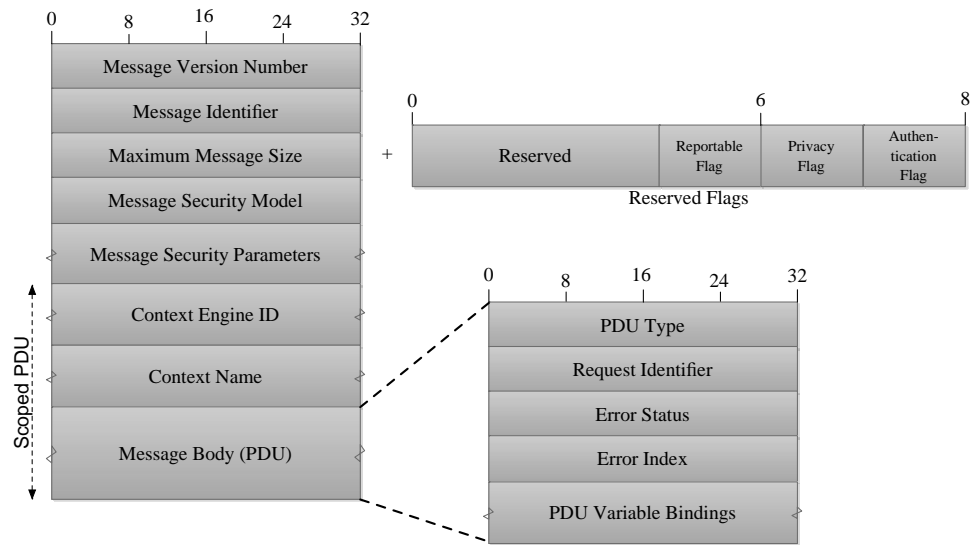 0 8 16 24 32
Message Version Number
Message Identifier
Maximum Message Size
Message Security Model
Message Security Parameters
Context Engine ID
Context Name
Message Body (PDU)
Scoped PDU
+
0 6 8
Reserved
Reportable
Flag
Privacy
Flag
Authen-
tication
Flag
Reserved Flags
0 8 16 24 32
PDU Type
Request Identifier
Error Status
Error Index
PDU Variable Bindings